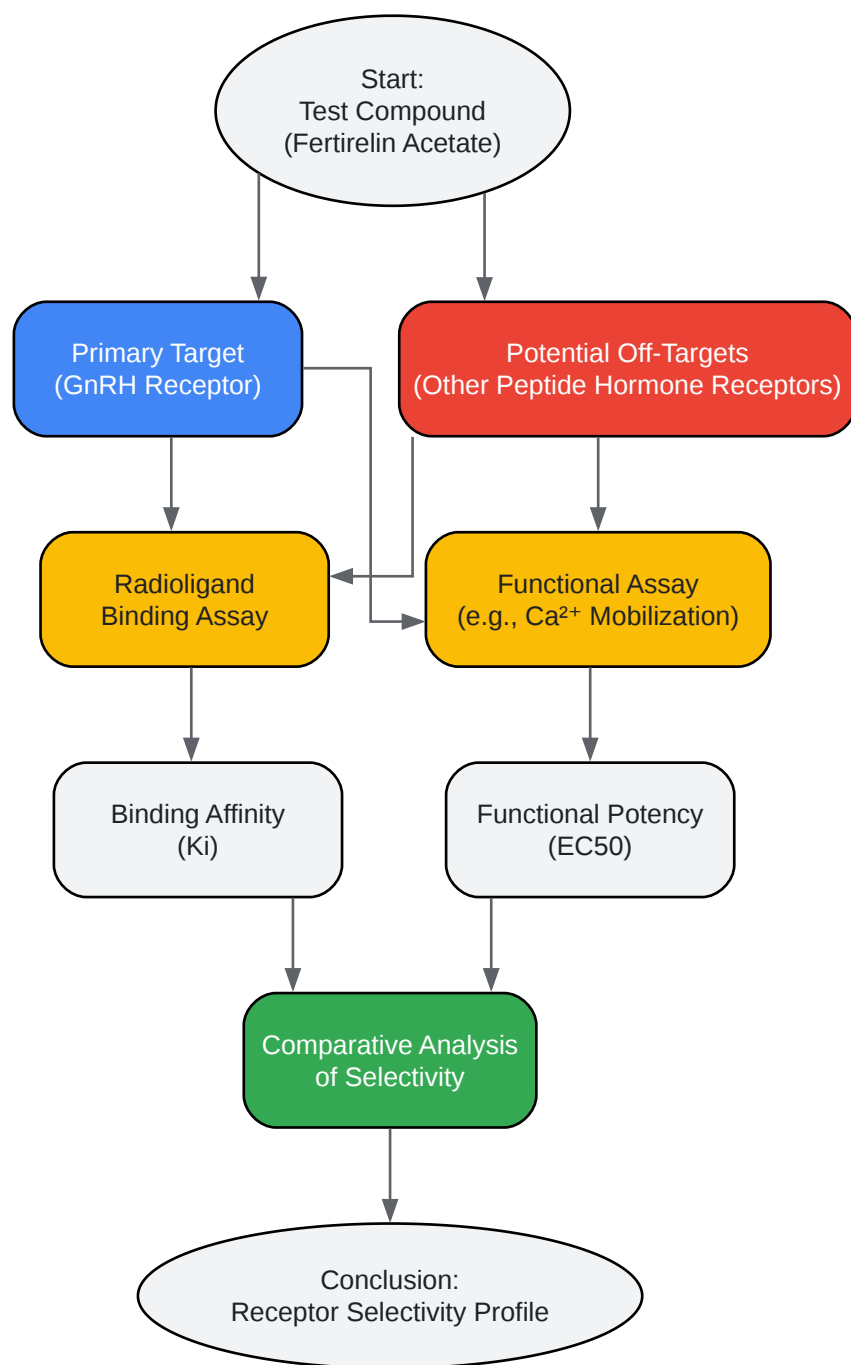 Start:
Test Compound
(Fertirelin Acetate)
Primary Target
(GnRH Receptor)
Potential Off-Targets
(Other Peptide Hormone Receptors)
Radioligand
Binding Assay
Functional Assay
(e.g., Ca²⁺ Mobilization)
Binding Affinity
(Ki)
Functional Potency
(EC50)
Comparative Analysis
of Selectivity
Conclusion:
Receptor Selectivity Profile